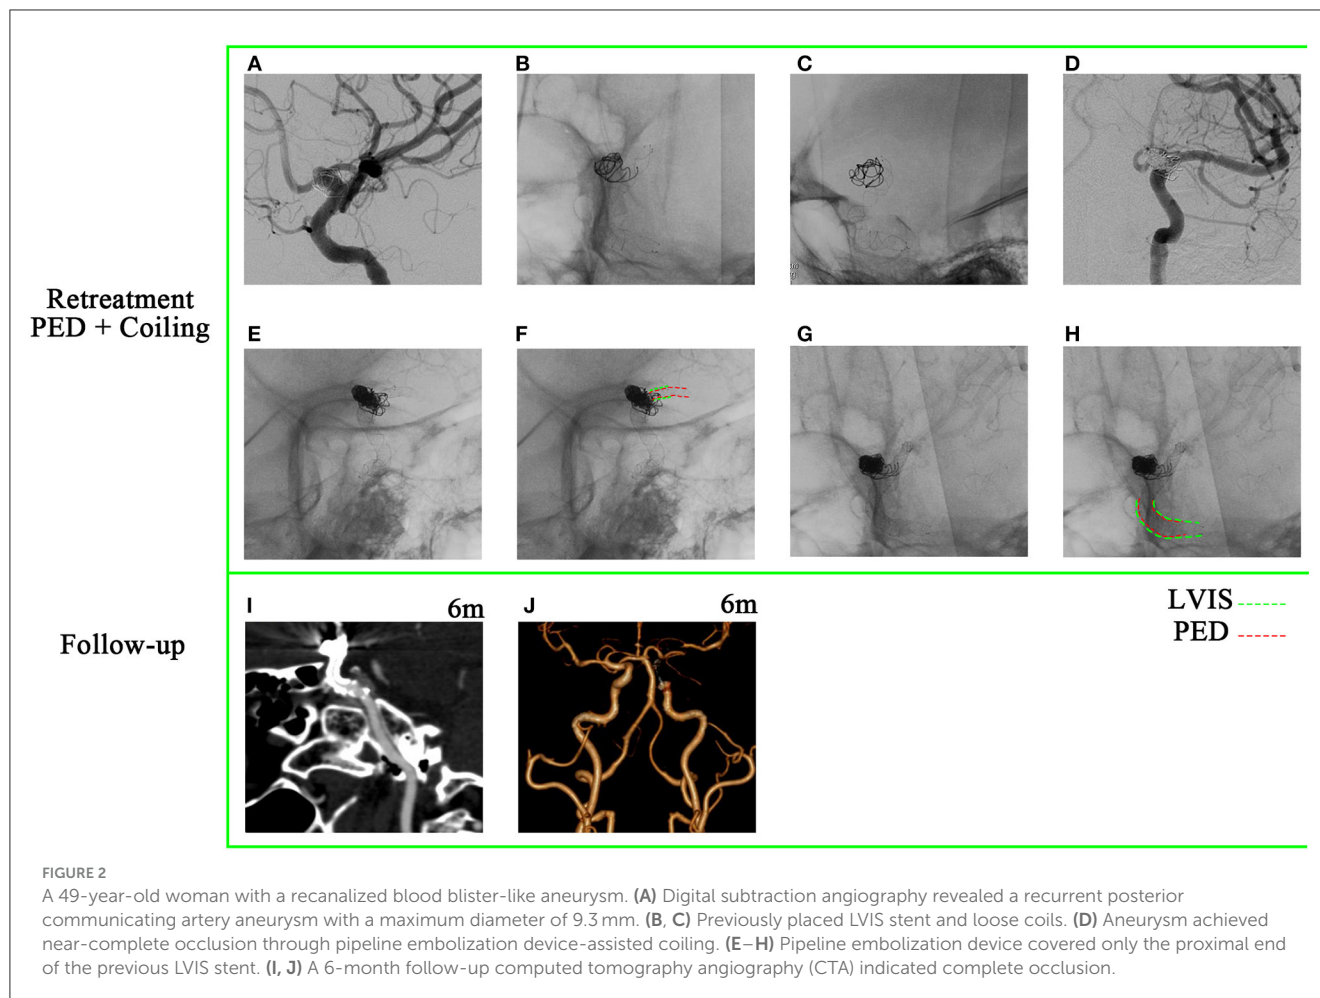 A
B
C
D
Retreatment
PED + Coiling
E
F
G
H
LVIS
PED
I
6m
J
6m
Follow-up
FIGURE 2
A 49-year-old woman with a recanalized blood blister-like aneurysm. (A) Digital subtraction angiography revealed a recurrent posterior
communicating artery aneurysm with a maximum diameter of 9.3 mm. (B, C) Previously placed LVIS stent and loose coils. (D) Aneurysm achieved
near-complete occlusion through pipeline embolization device-assisted coiling. (E–H) Pipeline embolization device covered only the proximal end
of the previous LVIS stent. (I, J) A 6-month follow-up computed tomography angiography (CTA) indicated complete occlusion.